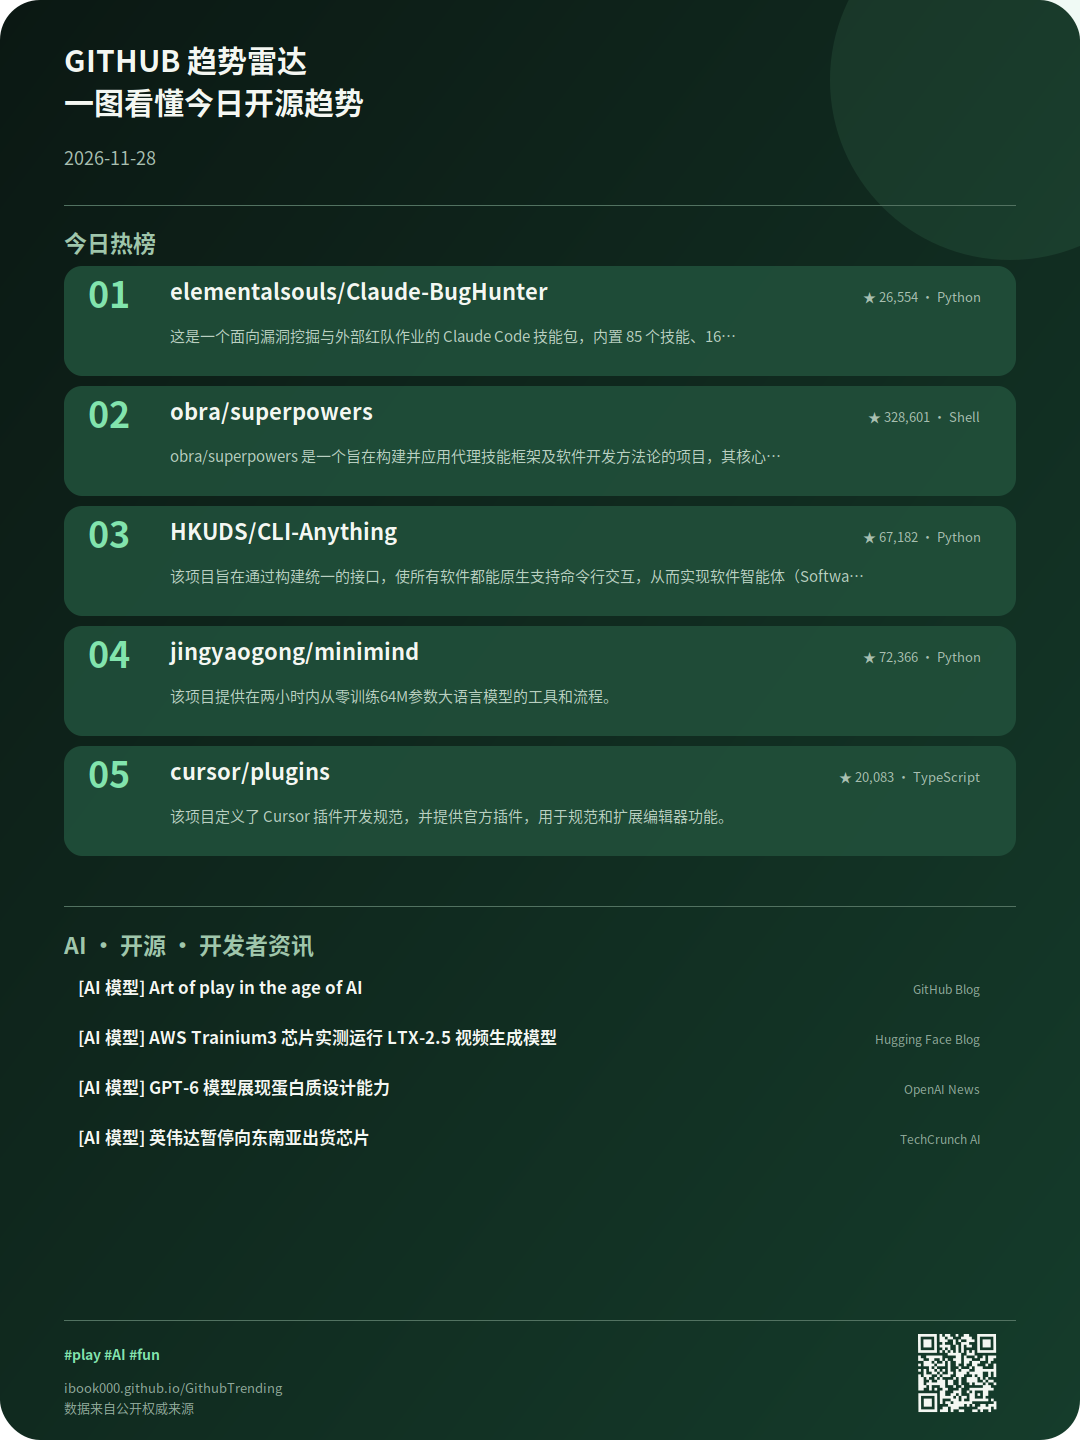 GITHUB 趋势雷达
一图看懂今日开源趋势
2026-11-28
今日热榜
01 elementalsouls/Claude-BugHunter ★ 26,554 · Python
这是一个面向漏洞挖掘与外部红队作业的 Claude Code 技能包，内置 85 个技能、16…
02 obra/superpowers ★ 328,601 · Shell
obra/superpowers 是一个旨在构建并应用代理技能框架及软件开发方法论的项目，其核心…
03 HKUDS/CLI-Anything ★ 67,182 · Python
该项目旨在通过构建统一的接口，使所有软件都能原生支持命令行交互，从而实现软件智能体（Softwa…
04 jingyaogong/minimind ★ 72,366 · Python
该项目提供在两小时内从零训练64M参数大语言模型的工具和流程。
05 cursor/plugins ★ 20,083 · TypeScript
该项目定义了 Cursor 插件开发规范，并提供官方插件，用于规范和扩展编辑器功能。
AI · 开源 · 开发者资讯
[AI 模型] Art of play in the age of AI GitHub Blog
[AI 模型] AWS Trainium3 芯片实测运行 LTX-2.5 视频生成模型 Hugging Face Blog
[AI 模型] GPT-6 模型展现蛋白质设计能力 OpenAI News
[AI 模型] 英伟达暂停向东南亚出货芯片 TechCrunch AI
#play #AI #fun
ibook000.github.io/GithubTrending
数据来自公开权威来源